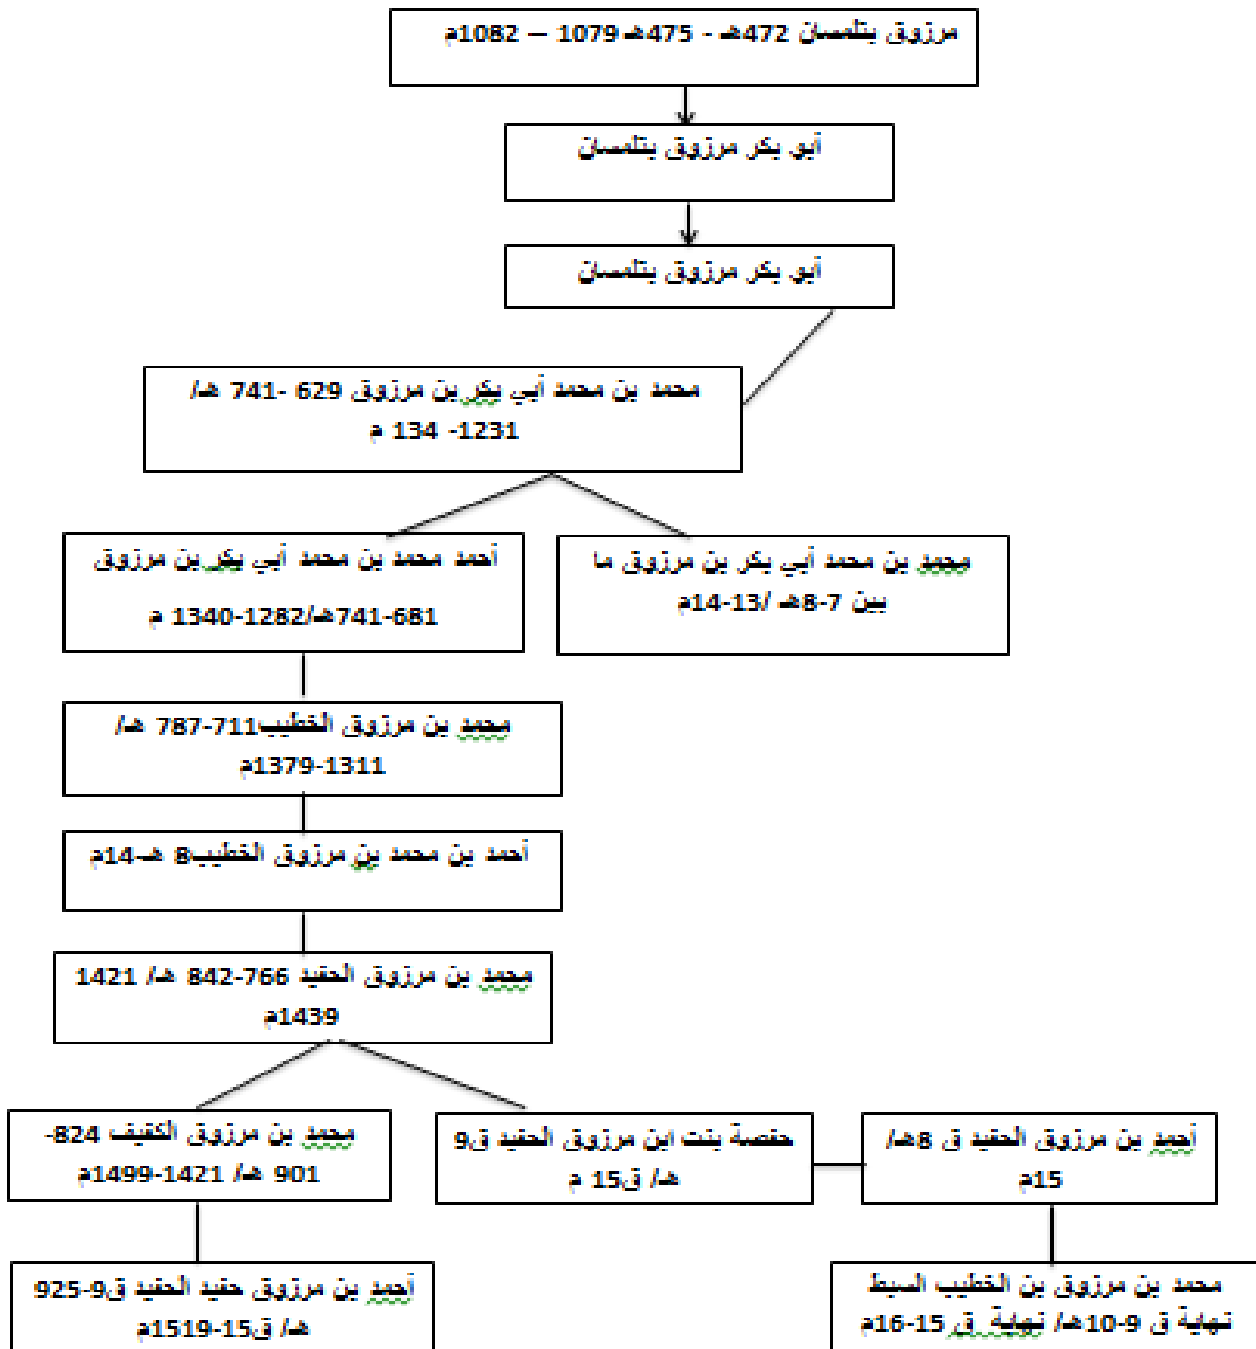 مرزوق بتلمسان 472هـ - 475هـ 1079 – 1082م
أبو بكر مرزوق بتلمسان
أبو بكر مرزوق بتلمسان
محمد بن محمد أبي بكر بن مرزوق 629 -741 هـ/
1231- 134 م
محمد بن محمد أبي بكر بن مرزوق ما
بين 7-8هـ /13-14م
أحمد محمد بن محمد أبي بكر بن مرزوق
681-741هـ/1282-1340 م
محمد بن مرزوق الخطيب711-787 هـ/
1311-1379م
أحمد بن محمد بن مرزوق الخطيب8 هـ-14م
محمد بن مرزوق الحفيد 766-842 هـ/ 1421
1439م
أحمد بن مرزوق الحفيد ق 8هـ/
15م
حفصة بنت ابن مرزوق الحفيد ق9
هـ/ ق15 م
محمد بن مرزوق الكفيف 824-
901 هـ/ 1421-1499م
محمد بن مرزوق بن الخطيب السبط
نهاية ق 9-10هـ/ نهاية ق 15-16م
أحمد بن مرزوق حفيد الحفيد ق9-925
هـ/ ق15-1519م